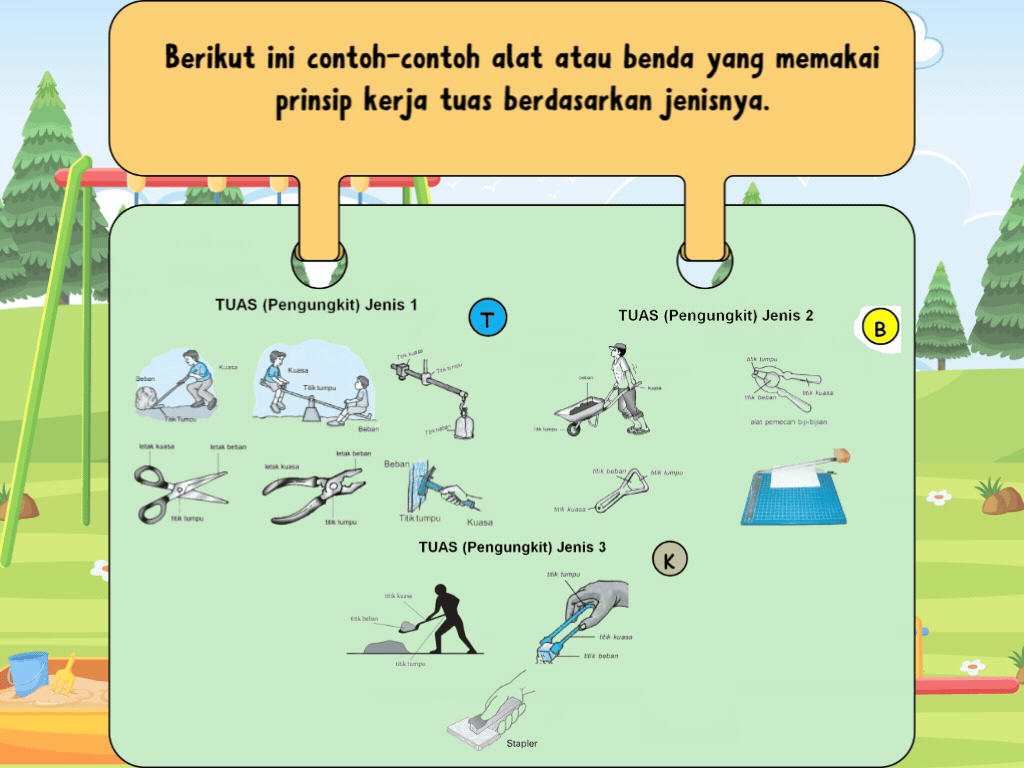 Berikut ini contoh-contoh alat atau benda yang memakai
prinsip kerja tuas berdasarkan jenisnya.
TUAS (Pengungkit) Jenis 1
T
Beban
Kuasa
Titik Tumpu
Kuasa
Titik tumpu
Beban
Titik kuasa
Titik tumpu
Titik beban
letak kuasa
letak beban
titik tumpu
letak kuasa
letak beban
titik tumpu
Beban
Titik tumpu
Kuasa
TUAS (Pengungkit) Jenis 2
B
beban
kuasa
titik tumpu
titik tumpu
titik beban
titik kuasa
alat pemecah biji-bijian
titik beban
titik tumpu
titik kuasa
TUAS (Pengungkit) Jenis 3
K
titik kuasa
titik beban
titik tumpu
titik tumpu
titik kuasa
titik beban
Stapler